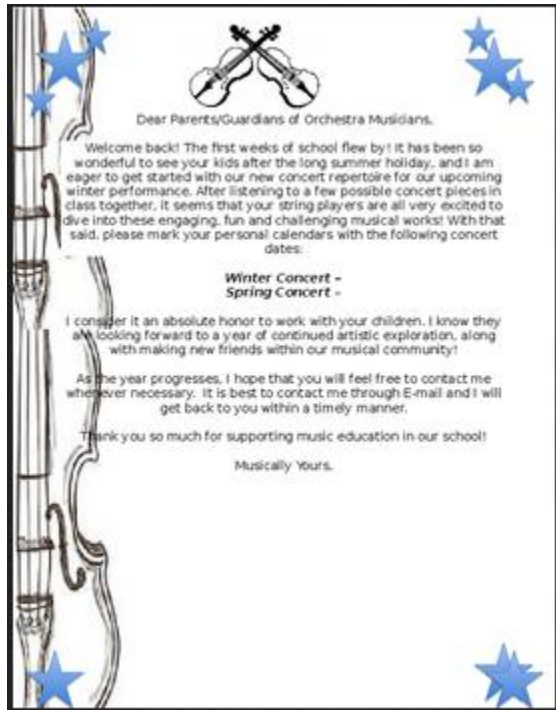 Dear Parents/Guardians of Orchestra Musicians,
Welcome back! The first weeks of school flew by! It has been so
wonderful to see your kids after the long summer holiday, and I am
eager to get started with our new concert repertoire for our upcoming
winter performance. After listening to a few possible concert pieces in
class together, it seems that your string players are all very excited to
dive into these engaging, fun and challenging musical works! With that
said, please mark your personal calendars with the following concert
dates:
Winter Concert –
Spring Concert –
I consider it an absolute honor to work with your children. I know they
are looking forward to a year of continued artistic exploration, along
with making new friends within our musical community!
As the year progresses, I hope that you will feel free to contact me
whenever necessary. It is best to contact me through E-mail and I will
get back to you within a timely manner.
Thank you so much for supporting music education in our school!
Musically Yours,